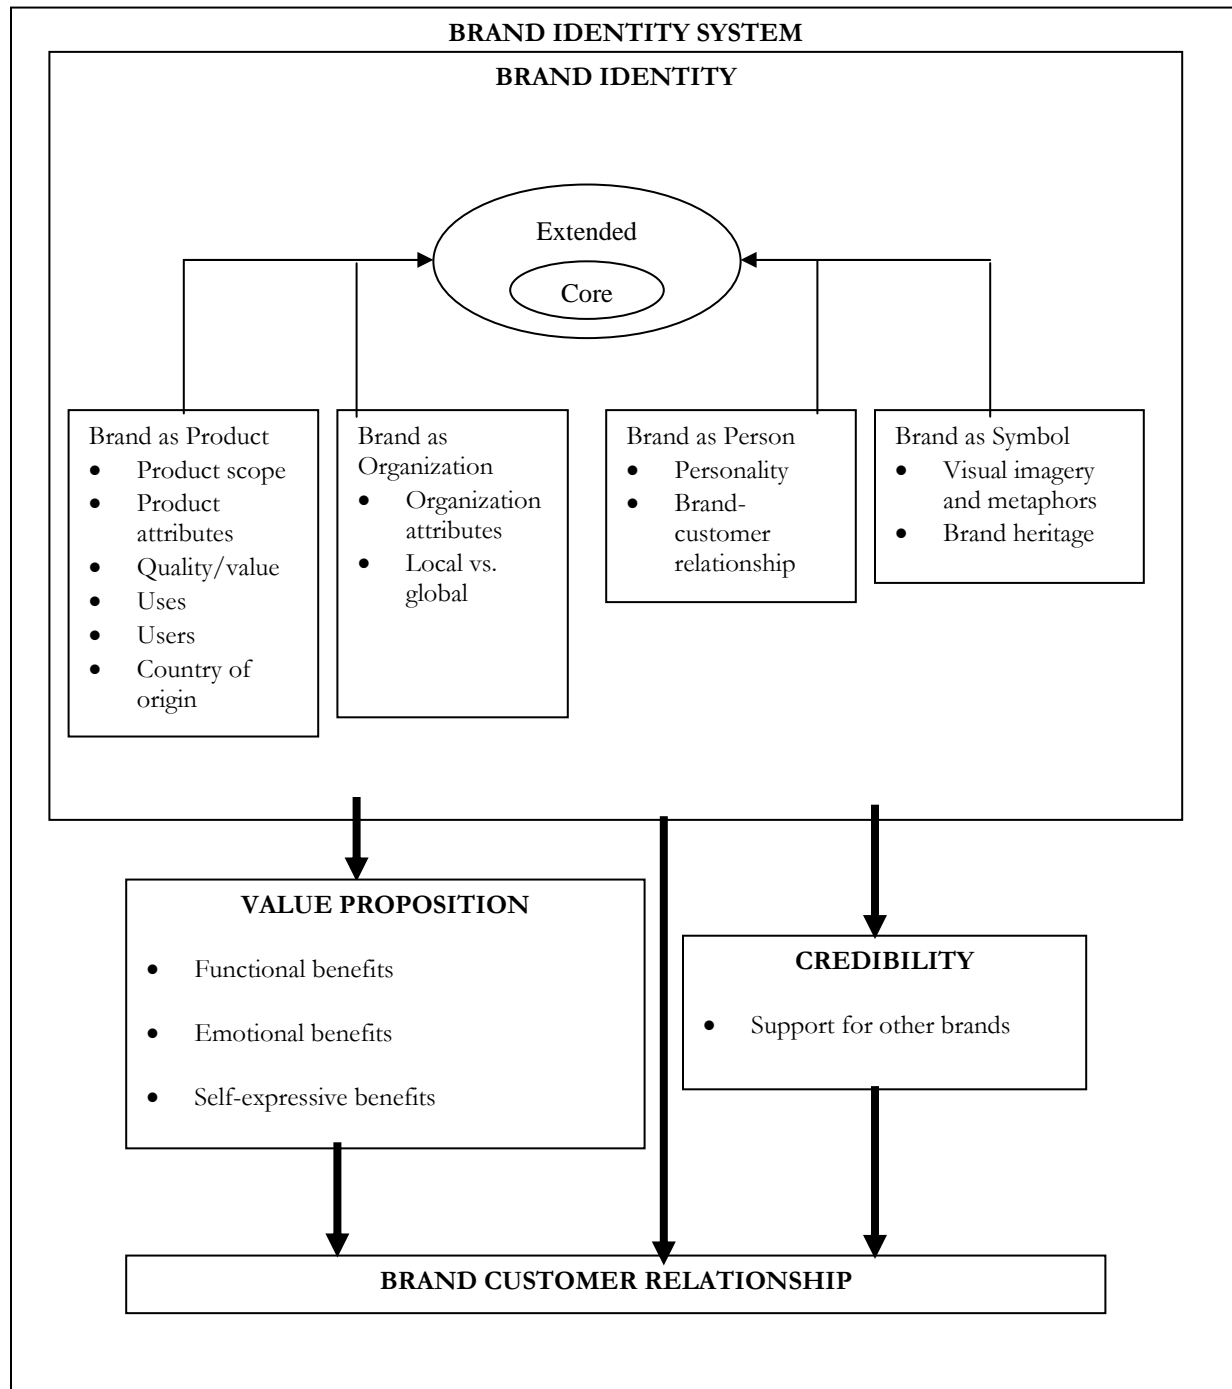 BRAND IDENTITY SYSTEM
BRAND IDENTITY
Extended
Core
Brand as Product
• Product scope
• Product
attributes
• Quality/value
• Uses
• Users
• Country of
origin
Brand as
Organization
• Organization
attributes
• Local vs.
global
Brand as Person
• Personality
• Brand-
customer
relationship
Brand as Symbol
• Visual imagery
and metaphors
• Brand heritage
VALUE PROPOSITION
• Functional benefits
• Emotional benefits
• Self-expressive benefits
CREDIBILITY
• Support for other brands
BRAND CUSTOMER RELATIONSHIP